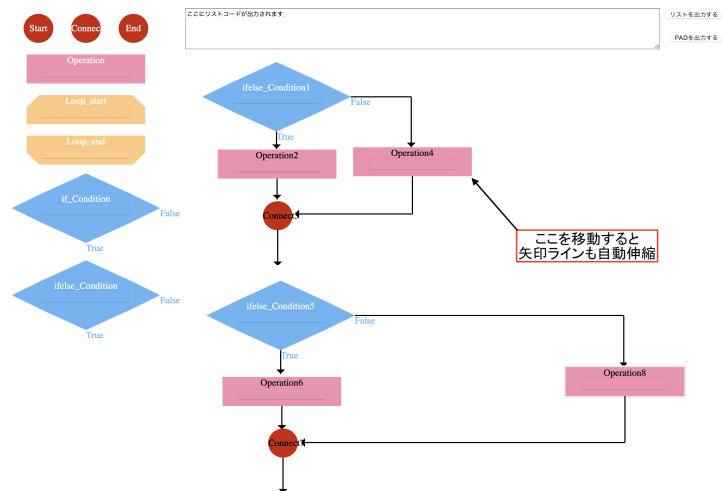 Start
Connec
End
ここにリストコードが出力されます.
リストを出力する
PADを出力する
Operation
Loop_start
Loop_end
if_Condition
False
True
ifelse_Condition
False
True
ifelse_Condition1
False
True
Operation2
Operation4
Connect3
ここを移動すると
矢印ラインも自動伸縮
ifelse_Condition5
False
True
Operation6
Operation8
Connect7